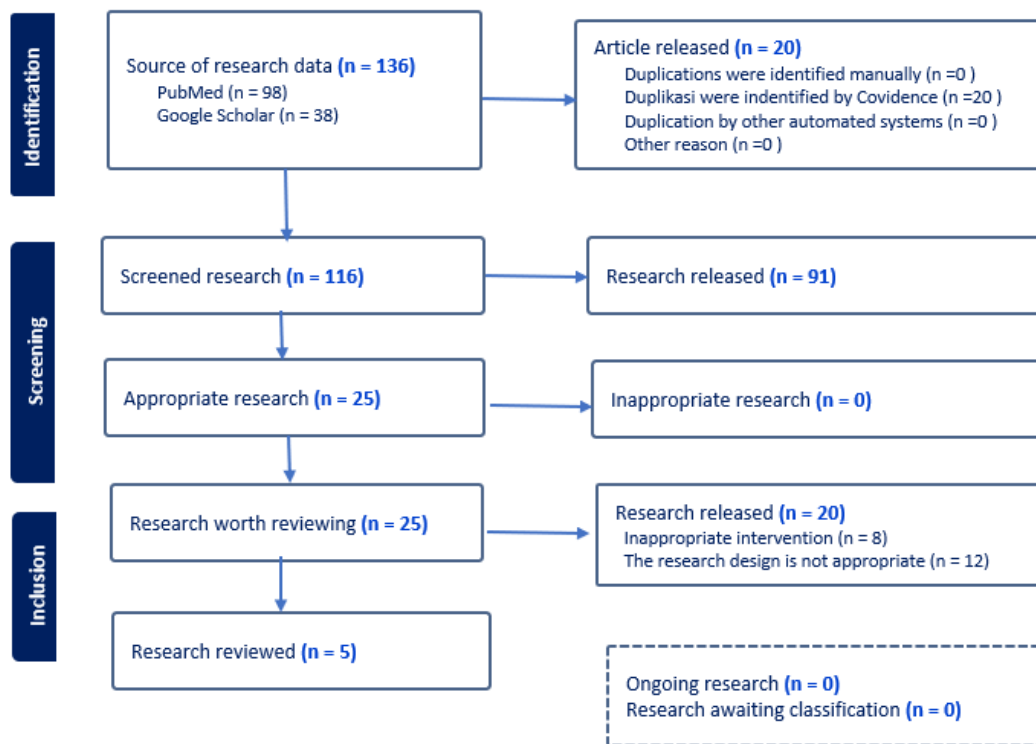 Identification
Source of research data (n = 136)
PubMed (n = 98)
Google Scholar (n = 38)
Article released (n = 20)
Duplications were identified manually (n =0 )
Duplikasi were indentified by Covidence (n =20 )
Duplication by other automated systems (n =0 )
Other reason (n =0 )
Screening
Screened research (n = 116)
Research released (n = 91)
Appropriate research (n = 25)
Inappropriate research (n = 0)
Inclusion
Research worth reviewing (n = 25)
Research released (n = 20)
Inappropriate intervention (n = 8)
The research design is not appropriate (n = 12)
Research reviewed (n = 5)
Ongoing research (n = 0)
Research awaiting classification (n = 0)